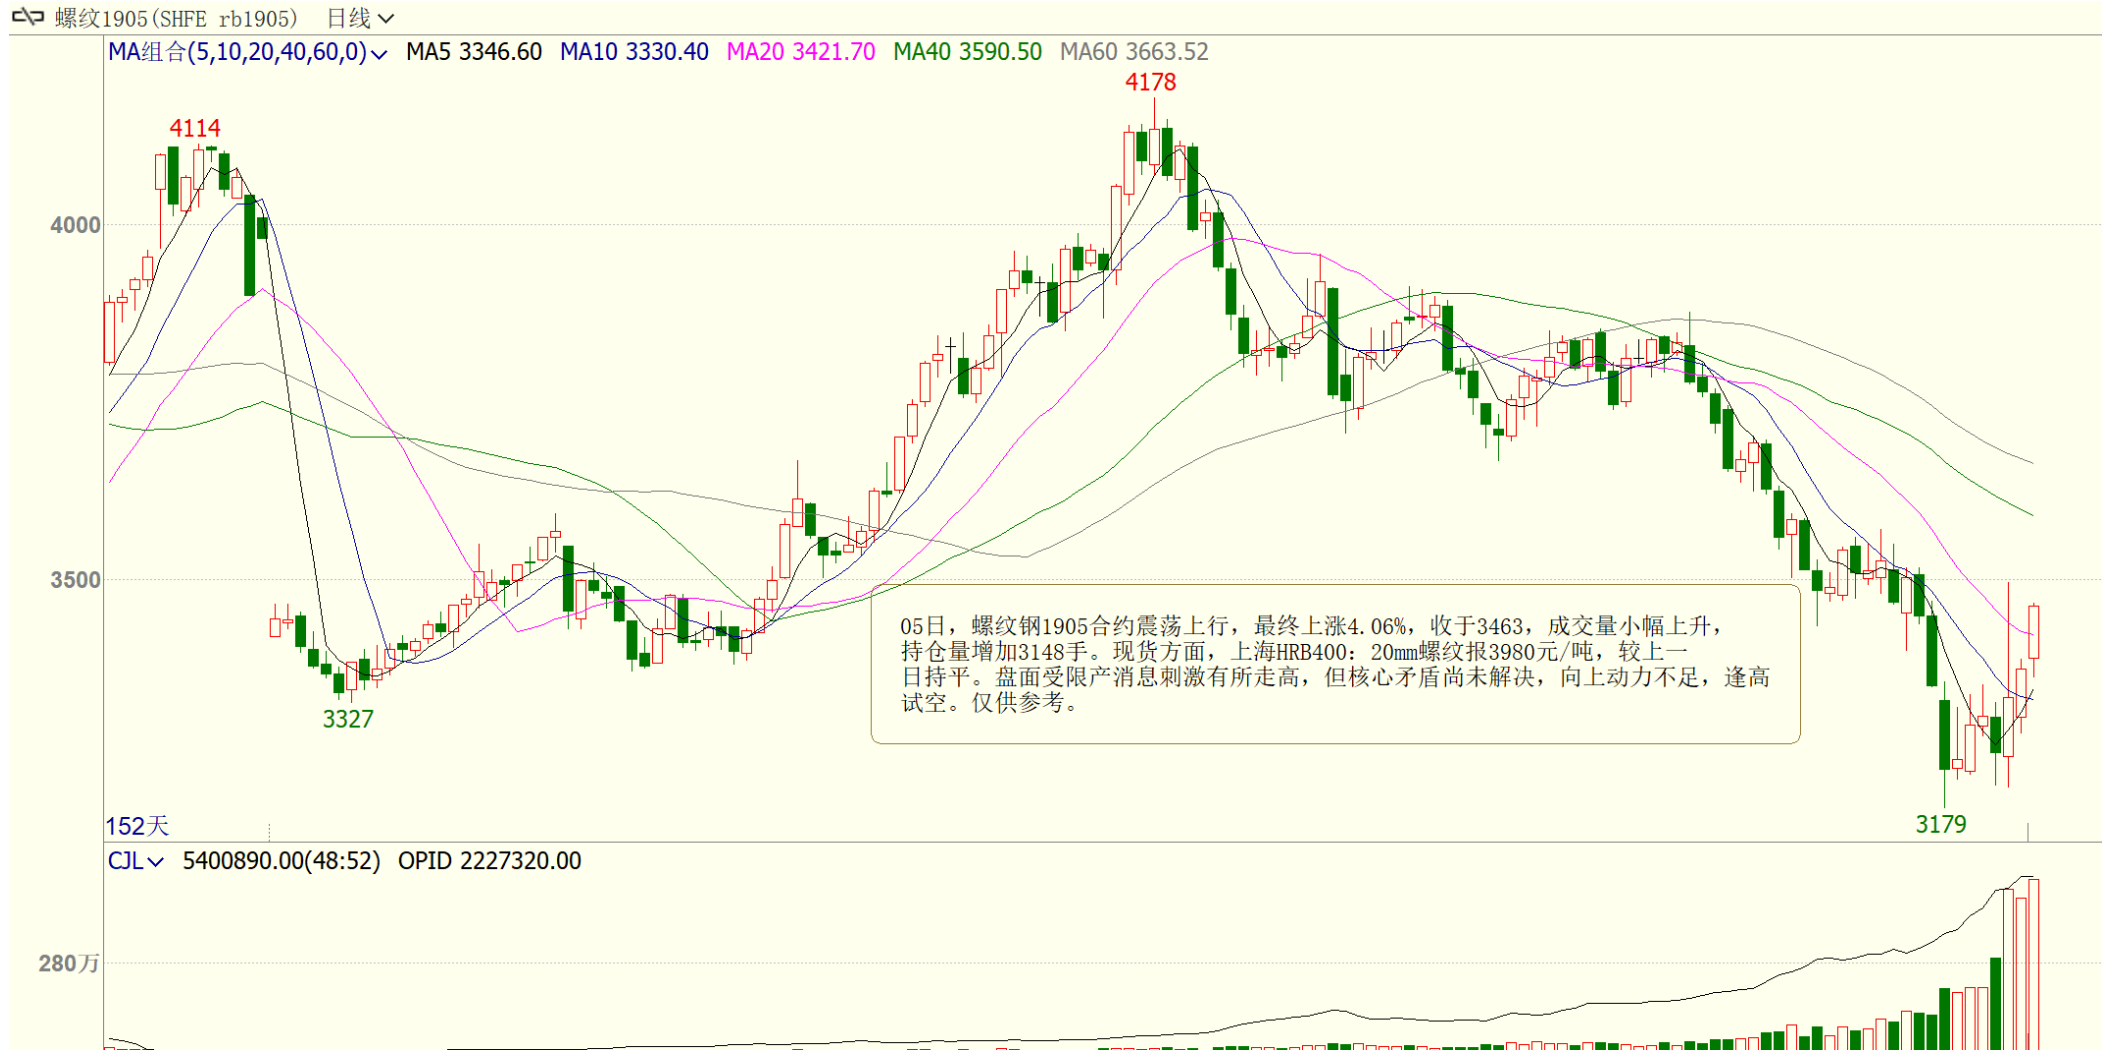 螺纹1905(SHFE rb1905) 日线
MA组合(5,10,20,40,60,0) MA5 3346.60 MA10 3330.40 MA20 3421.70 MA40 3590.50 MA60 3663.52
4178
4114
4000
3500
05日，螺纹钢1905合约震荡上行，最终上涨4.06%，收于3463，成交量小幅上升，
持仓量增加3148手。现货方面，上海HRB400：20mm螺纹报3980元/吨，较上一
日持平。盘面受限产消息刺激有所走高，但核心矛盾尚未解决，向上动力不足，逢高
试空。仅供参考。
3327
3179
152天
CJL 5400890.00(48:52) OPID 2227320.00
280万